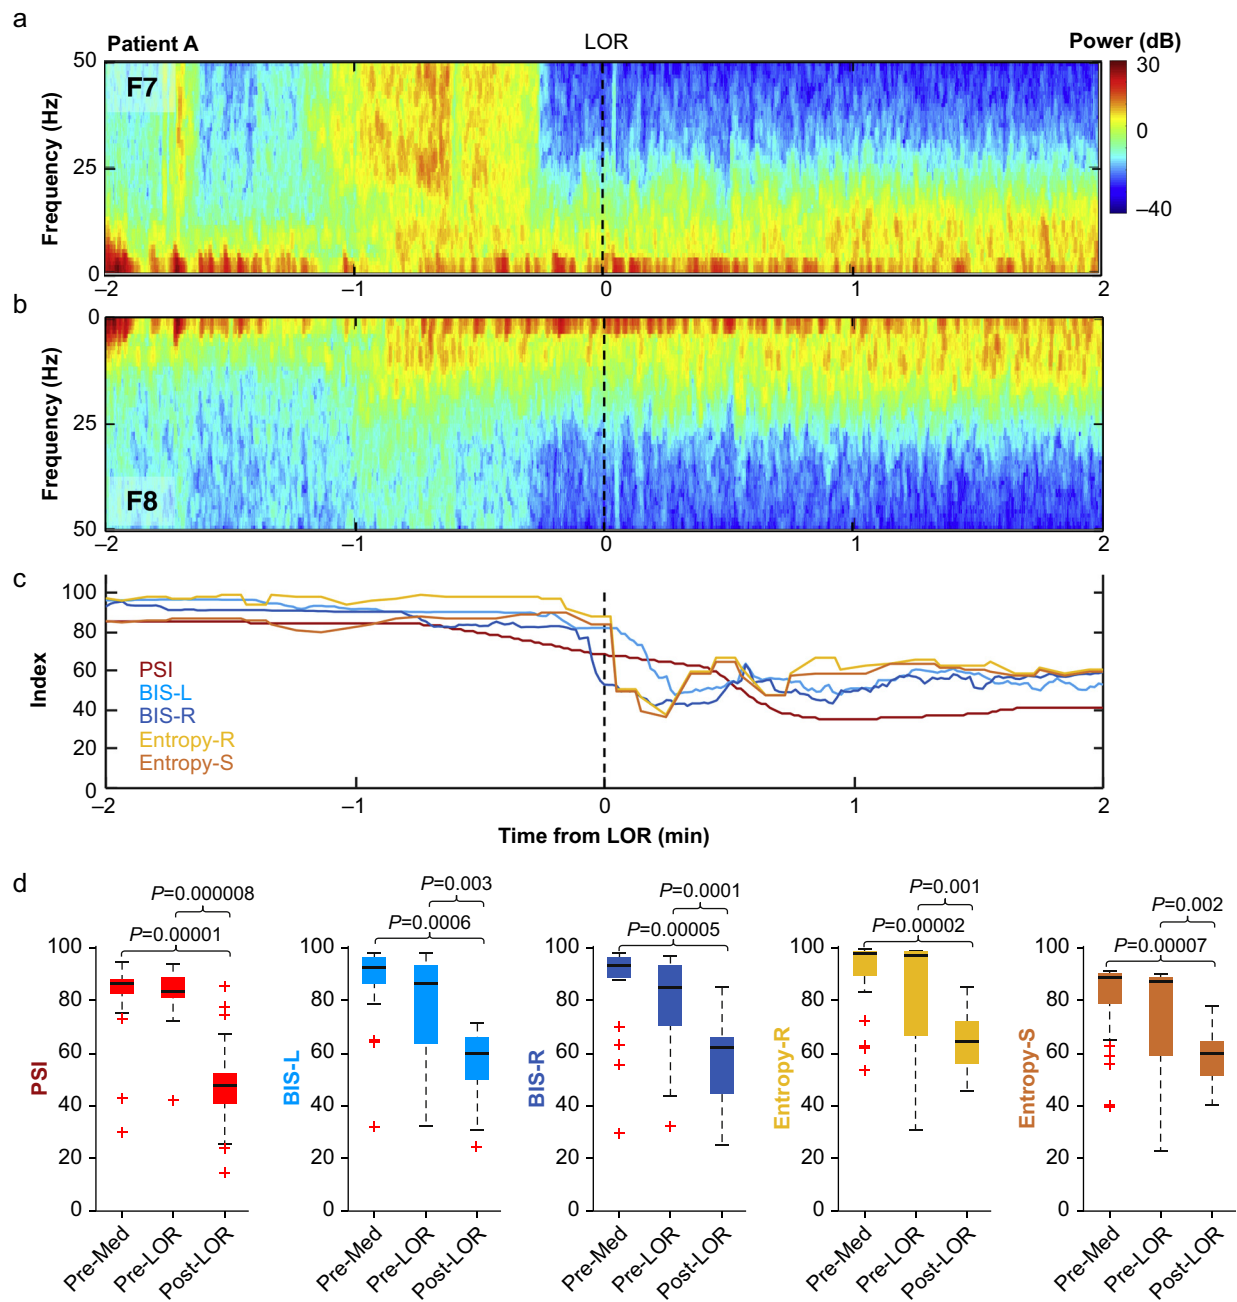 a
Patient A
LOR
Power (dB)
50
F7
30
25
0
–40
0
Frequency (Hz)
–2
–1
0
1
2
b
0
25
F8
50
Frequency (Hz)
–2
–1
0
1
2
c
100
80
60
40
20
0
Index
PSI
BIS-L
BIS-R
Entropy-R
Entropy-S
–2
–1
0
1
2
Time from LOR (min)
d
P=0.000008
P=0.00001
100
80
60
40
20
0
PSI
Pre-Med
Pre-LOR
Post-LOR
P=0.003
P=0.0006
100
80
60
40
20
0
BIS-L
Pre-Med
Pre-LOR
Post-LOR
P=0.0001
P=0.00005
100
80
60
40
20
0
BIS-R
Pre-Med
Pre-LOR
Post-LOR
P=0.001
P=0.00002
100
80
60
40
20
0
Entropy-R
Pre-Med
Pre-LOR
Post-LOR
P=0.002
P=0.00007
100
80
60
40
20
0
Entropy-S
Pre-Med
Pre-LOR
Post-LOR